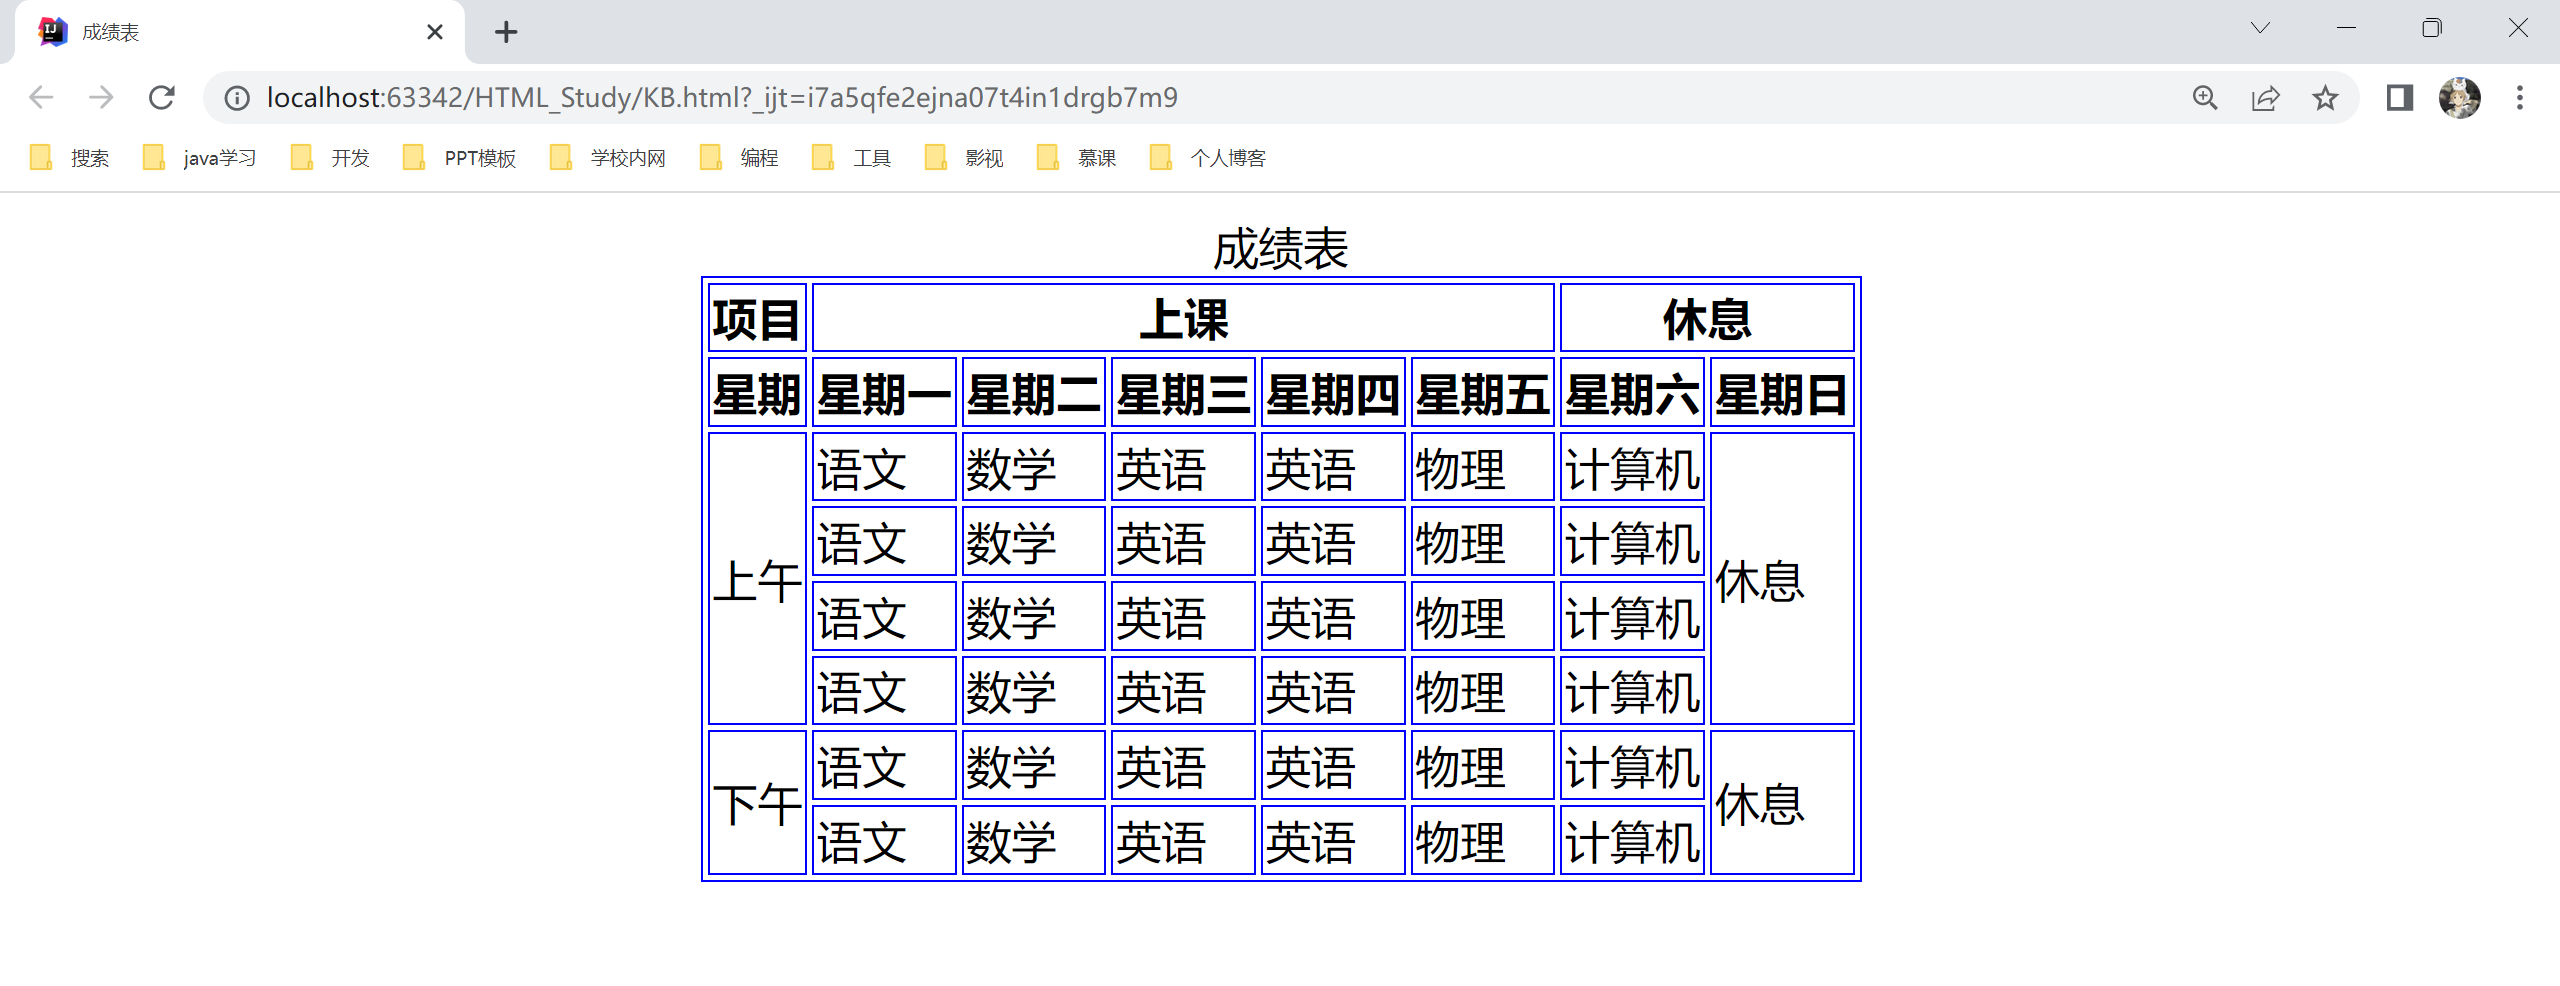 成绩表
localhost:63342/HTML_Study/KB.html?_ijt=i7a5qfe2ejna07t4in1drgb7m9
搜索 java学习 开发 PPT模板 学校内网 编程 工具 影视 慕课 个人博客
成绩表
项目 上课 休息
星期 星期一 星期二 星期三 星期四 星期五 星期六 星期日
上午 语文 数学 英语 英语 物理 计算机 休息
语文 数学 英语 英语 物理 计算机
语文 数学 英语 英语 物理 计算机
语文 数学 英语 英语 物理 计算机
下午 语文 数学 英语 英语 物理 计算机 休息
语文 数学 英语 英语 物理 计算机